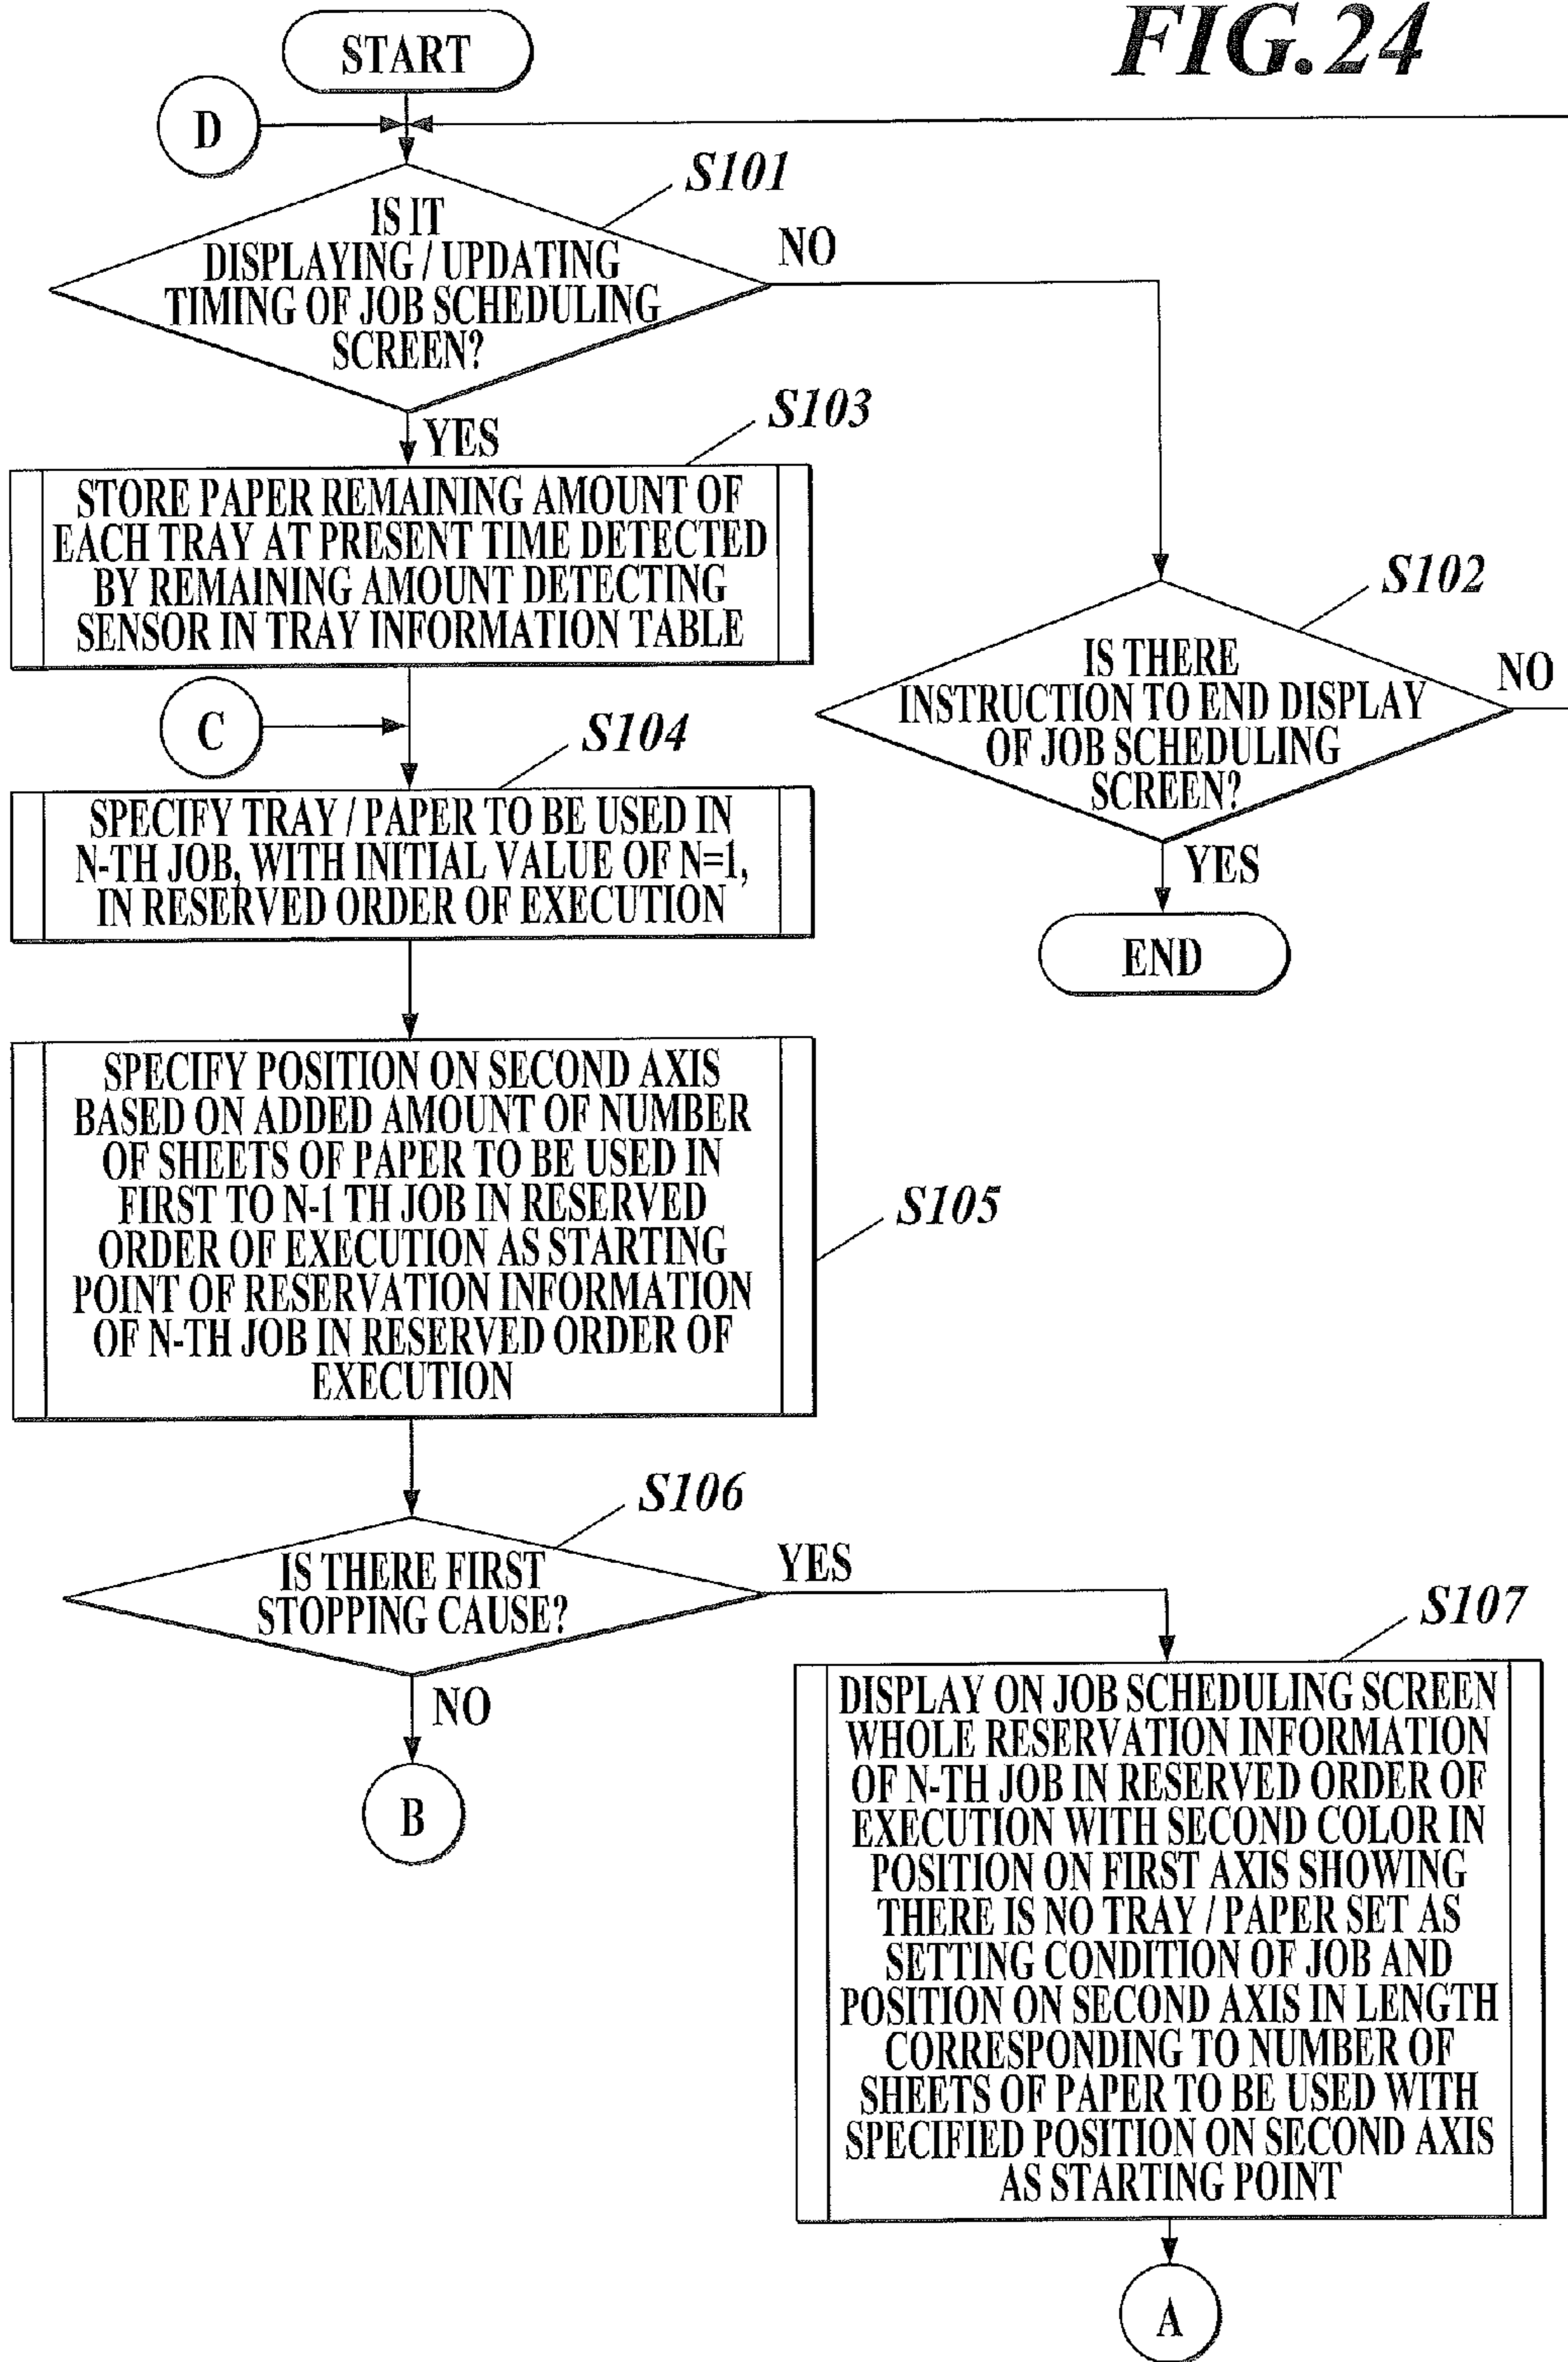 FIG.24
START
D
S101
IS IT
DISPLAYING / UPDATING
TIMING OF JOB SCHEDULING
SCREEN?
NO
YES
S103
STORE PAPER REMAINING AMOUNT OF
EACH TRAY AT PRESENT TIME DETECTED
BY REMAINING AMOUNT DETECTING
SENSOR IN TRAY INFORMATION TABLE
S102
IS THERE
INSTRUCTION TO END DISPLAY
OF JOB SCHEDULING
SCREEN?
NO
YES
END
C
S104
SPECIFY TRAY / PAPER TO BE USED IN
N-TH JOB, WITH INITIAL VALUE OF N=1,
IN RESERVED ORDER OF EXECUTION
SPECIFY POSITION ON SECOND AXIS
BASED ON ADDED AMOUNT OF NUMBER
OF SHEETS OF PAPER TO BE USED IN
FIRST TO N-1 TH JOB IN RESERVED
ORDER OF EXECUTION AS STARTING
POINT OF RESERVATION INFORMATION
OF N-TH JOB IN RESERVED ORDER OF
EXECUTION
S105
S106
IS THERE FIRST
STOPPING CAUSE?
YES
NO
B
S107
DISPLAY ON JOB SCHEDULING SCREEN
WHOLE RESERVATION INFORMATION
OF N-TH JOB IN RESERVED ORDER OF
EXECUTION WITH SECOND COLOR IN
POSITION ON FIRST AXIS SHOWING
THERE IS NO TRAY / PAPER SET AS
SETTING CONDITION OF JOB AND
POSITION ON SECOND AXIS IN LENGTH
CORRESPONDING TO NUMBER OF
SHEETS OF PAPER TO BE USED WITH
SPECIFIED POSITION ON SECOND AXIS
AS STARTING POINT
A